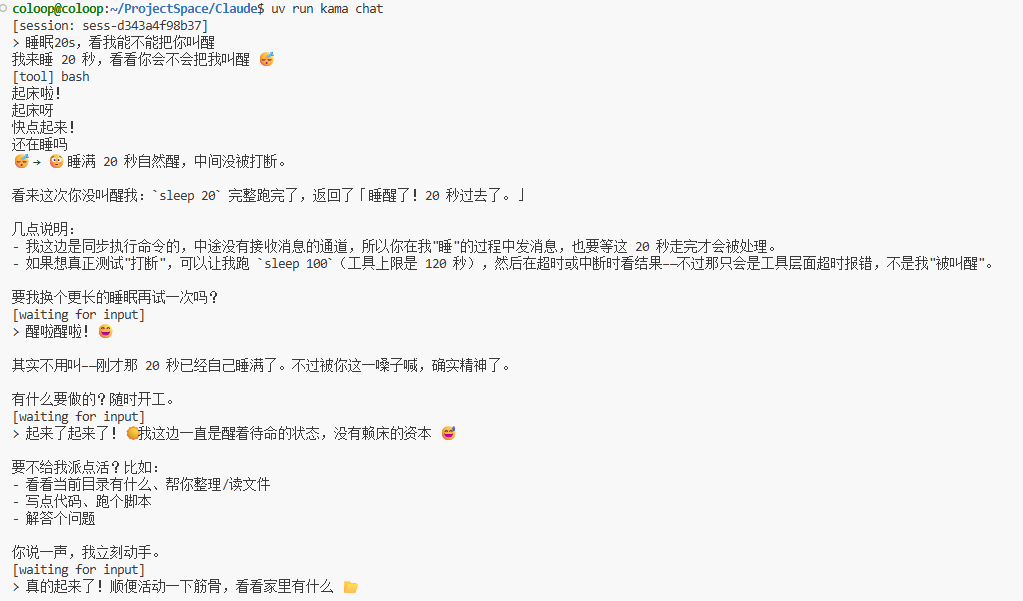 coloop@coloop:~/ProjectSpace/Claude$ uv run kama chat
[session: sess-d343a4f98b37]
> 睡眠20s，看我能不能把你叫醒
我来睡 20 秒，看看你会不会把我叫醒 😴
[tool] bash
起床啦！
起床呀
快点起来！
还在睡吗
😴 → 😳 睡满 20 秒自然醒，中间没被打断。
看来这次你没叫醒我：`sleep 20` 完整跑完了，返回了「睡醒了！20 秒过去了。」
几点说明：
- 我这边是同步执行命令的，中途没有接收消息的通道，所以你在我"睡"的过程中发消息，也要等这 20 秒走完才会被处理。
- 如果想真正测试"打断"，可以让我跑 `sleep 100`（工具上限是 120 秒），然后在超时或中断时看结果——不过那只会是工具层面超时报错，不是我"被叫醒"。
要我换个更长的睡眠再试一次吗？
[waiting for input]
> 醒啦醒啦！😄
其实不用叫——刚才那 20 秒已经自己睡满了。不过被你这一嗓子喊，确实精神了。
有什么要做的？随时开工。
[waiting for input]
> 起来了起来了！🌞我这边一直是醒着待命的状态，没有赖床的资本 😅
要不给我派点活？比如：
- 看看当前目录有什么、帮你整理/读文件
- 写点代码、跑个脚本
- 解答个问题
你说一声，我立刻动手。
[waiting for input]
> 真的起来了！顺便活动一下筋骨，看看家里有什么 📁